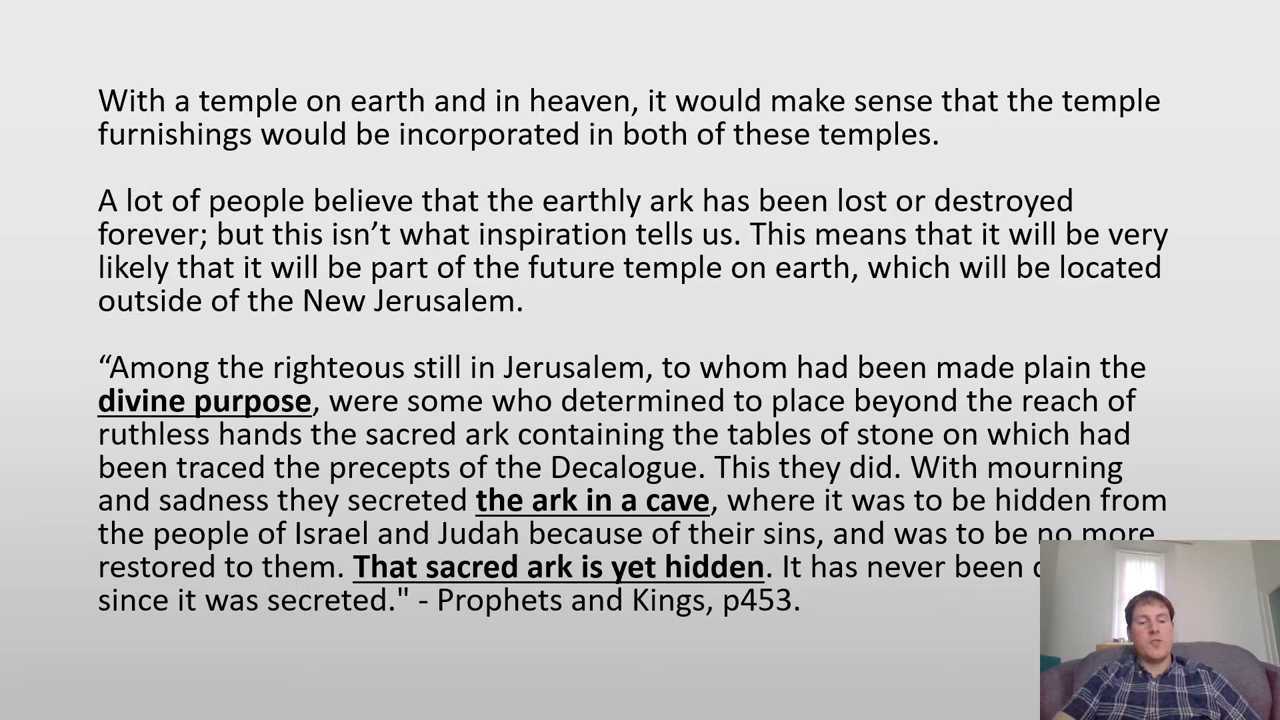 With a temple on earth and in heaven, it would make sense that the temple
furnishings would be incorporated in both of these temples.
A lot of people believe that the earthly ark has been lost or destroyed
forever; but this isn’t what inspiration tells us. This means that it will be very
likely that it will be part of the future temple on earth, which will be located
outside of the New Jerusalem.
“Among the righteous still in Jerusalem, to whom had been made plain the
divine purpose, were some who determined to place beyond the reach of
ruthless hands the sacred ark containing the tables of stone on which had
been traced the precepts of the Decalogue. This they did. With mourning
and sadness they secreted the ark in a cave, where it was to be hidden from
the people of Israel and Judah because of their sins, and was to be no more
restored to them. That sacred ark is yet hidden. It has never been
since it was secreted." - Prophets and Kings, p453.